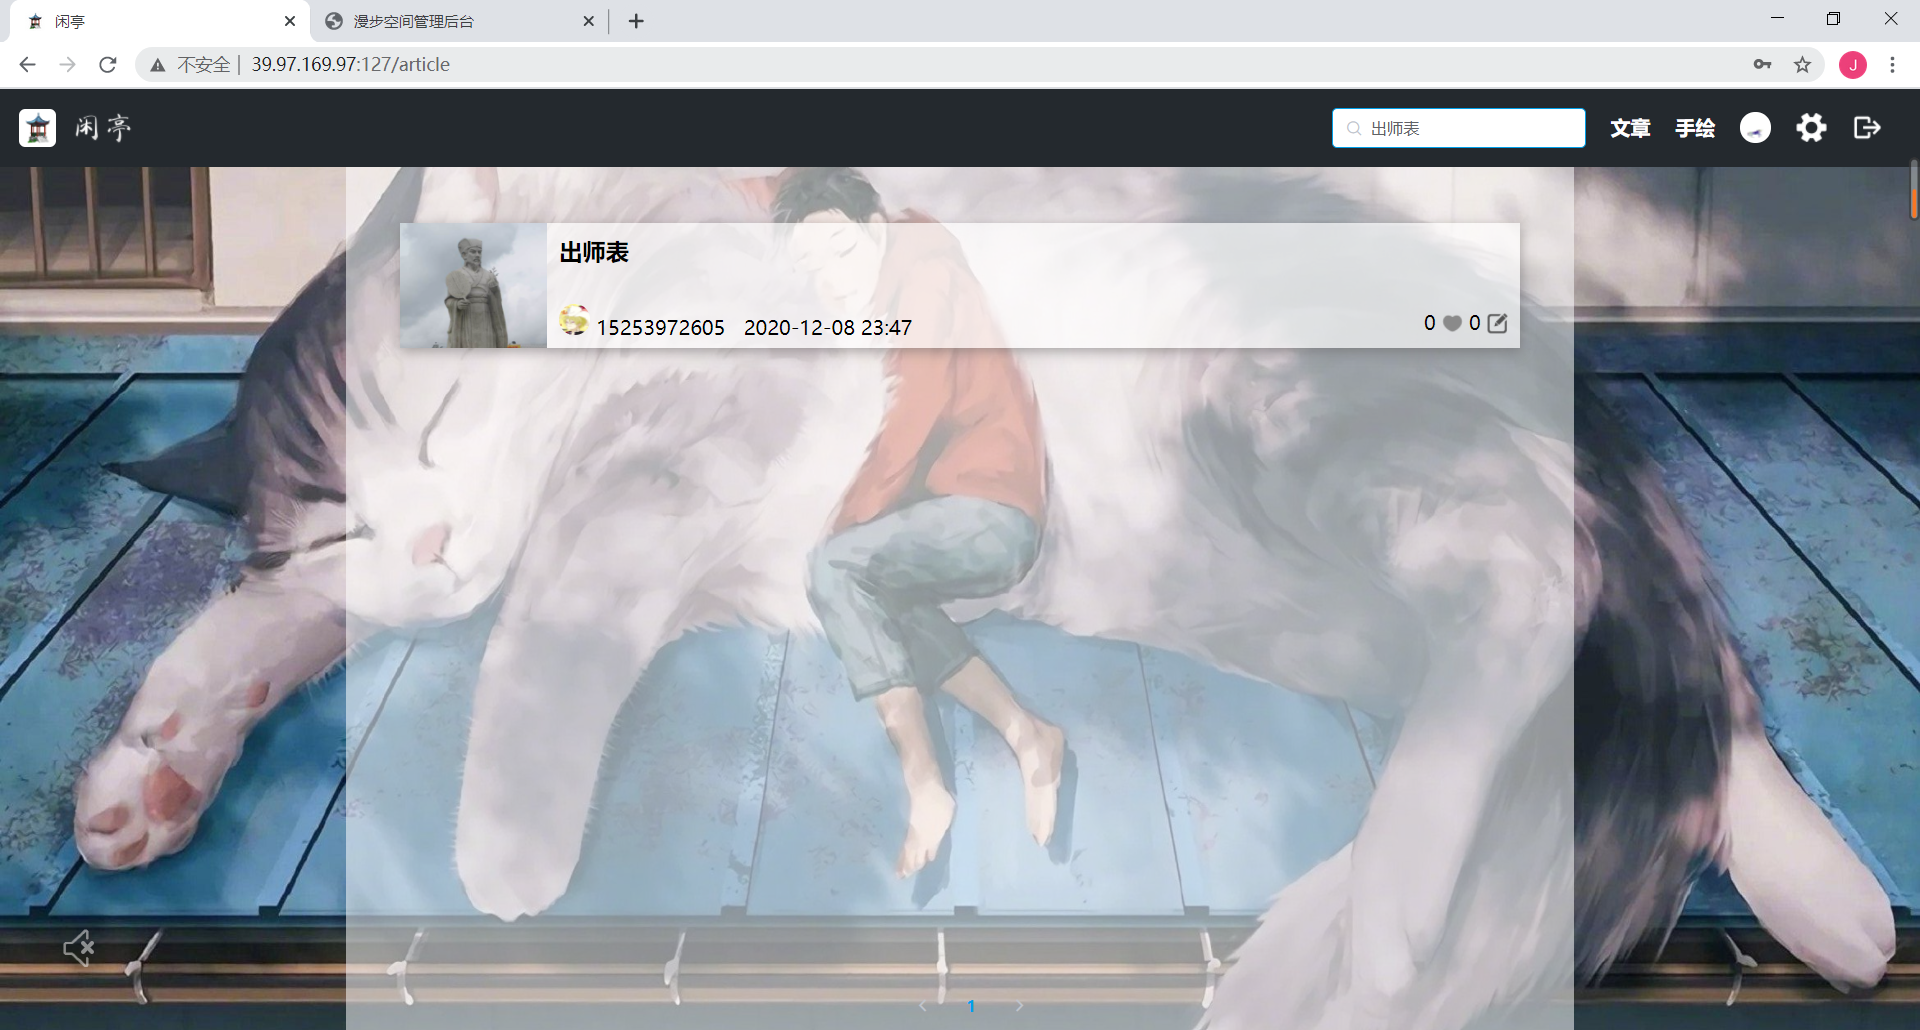 闲亭
漫步空间管理后台
不安全 | 39.97.169.97:127/article
J
闲亭
出师表
文章
手绘
出师表
15253972605 2020-12-08 23:47
0 0
1